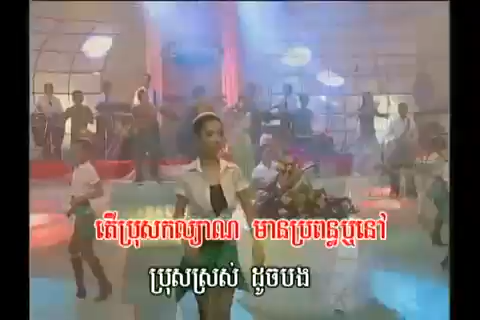 តើប្រុសកល្យាណ មានប្រពន្ធឬនៅ
ប្រុសស្រស់ ដូចបង